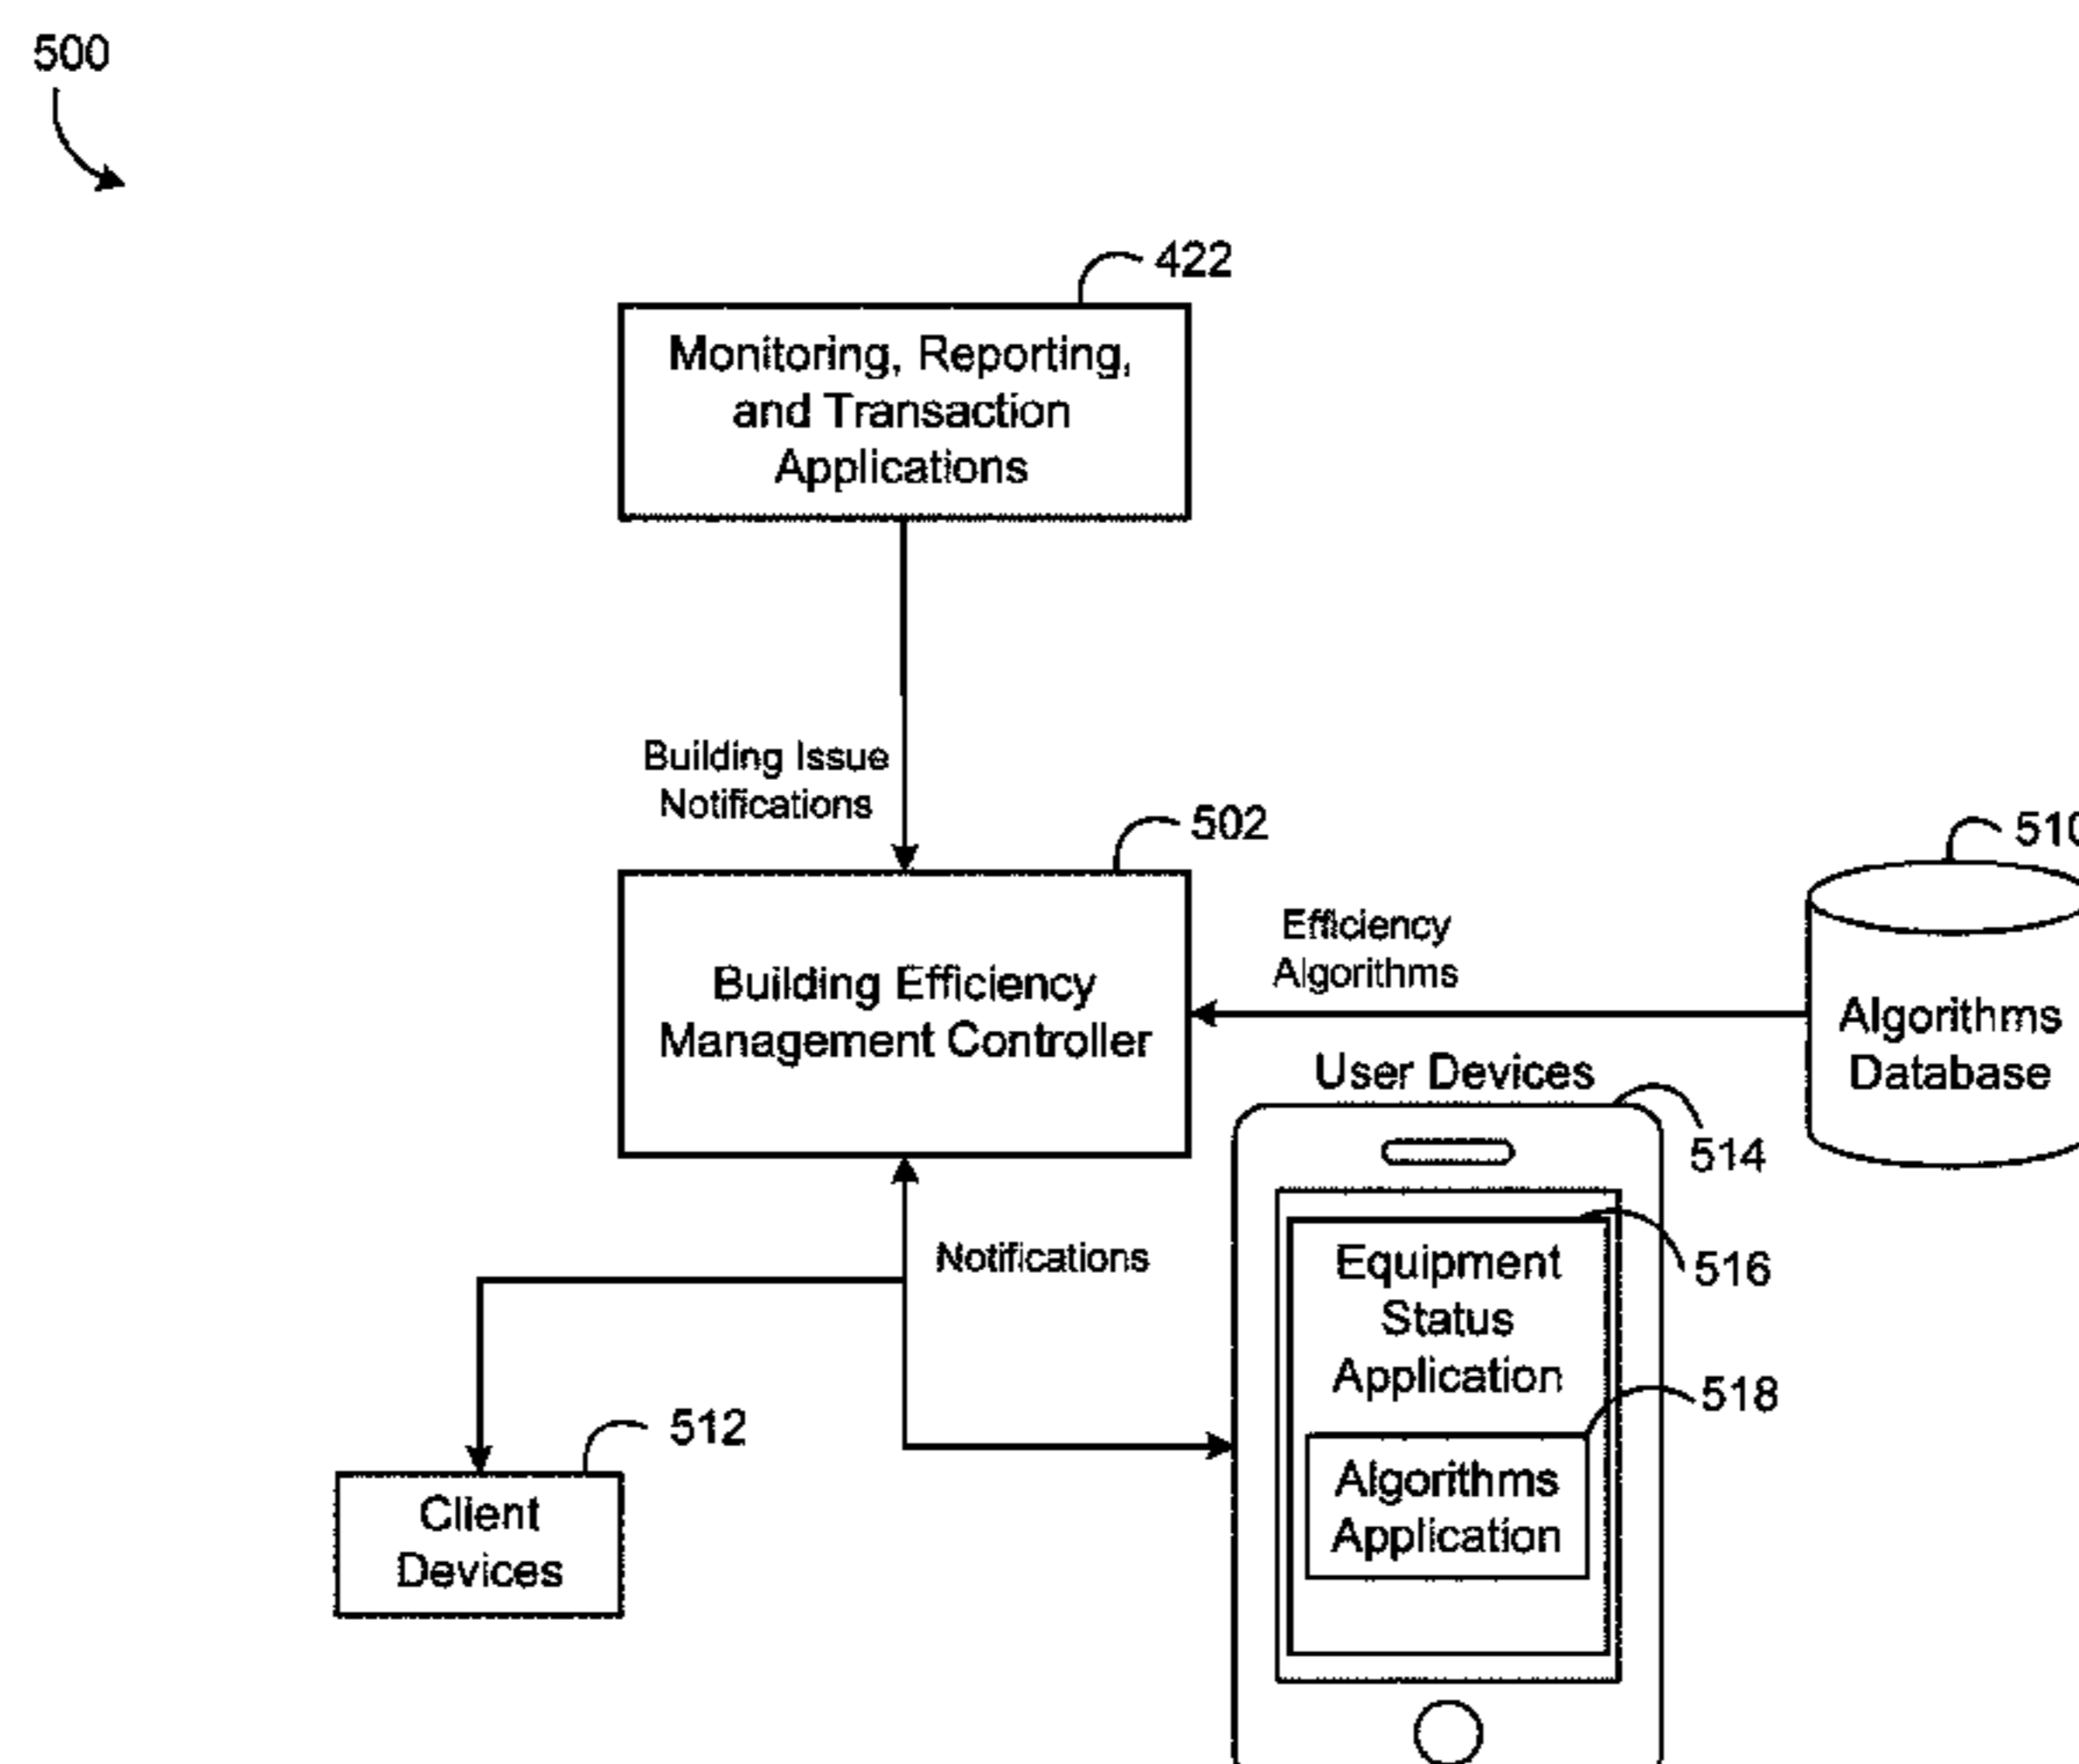 500
422
Monitoring, Reporting,
and Transaction
Applications
Building Issue
Notifications
502
510
Building Efficiency
Management Controller
Efficiency
Algorithms
Algorithms
Database
User Devices
514
Notifications
516
Equipment
Status
Application
518
Algorithms
Application
512
Client
Devices